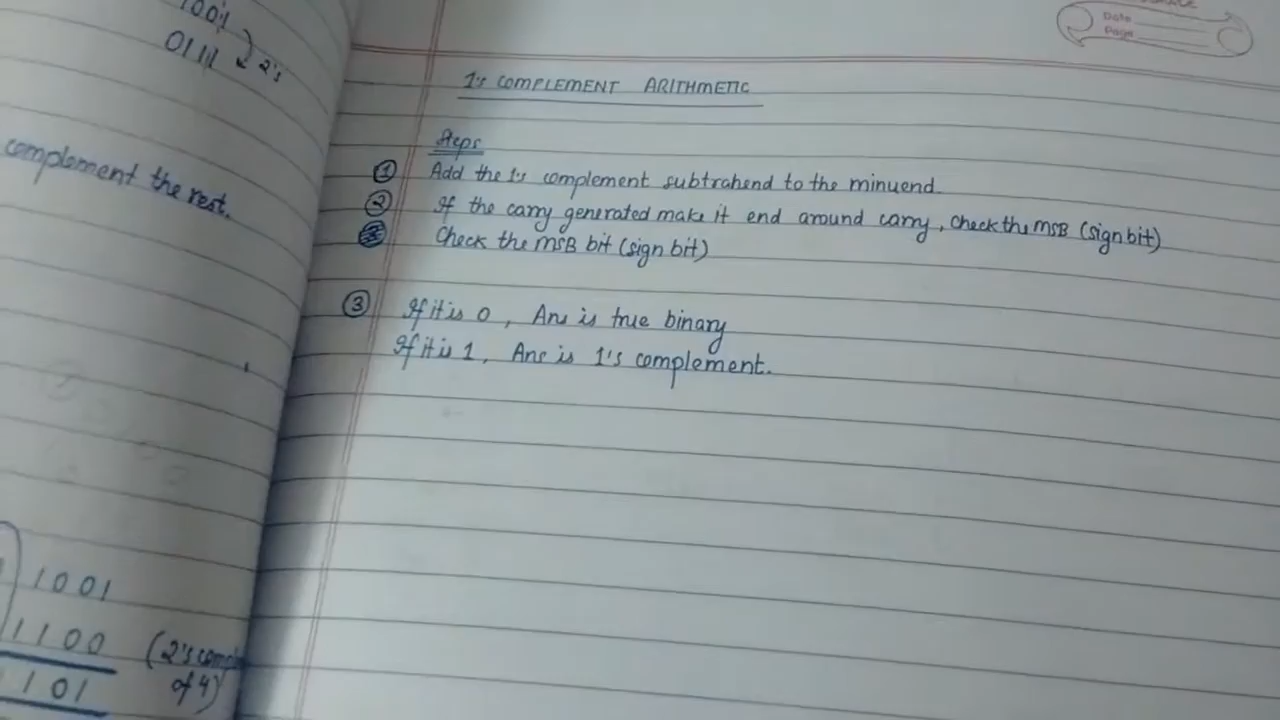 1001
0111 2's
complement the rest.
1001
1100 (2's
101 of 4)
Date
Page
1's COMPLEMENT ARITHMETIC
Steps
① Add the 1's complement subtrahend to the minuend.
② If the carry generated make it end around carry, check the MSB (sign bit)
Check the MSB bit (sign bit)
③ If it is 0, Ans is true binary
If it is 1, Ans is 1's complement.